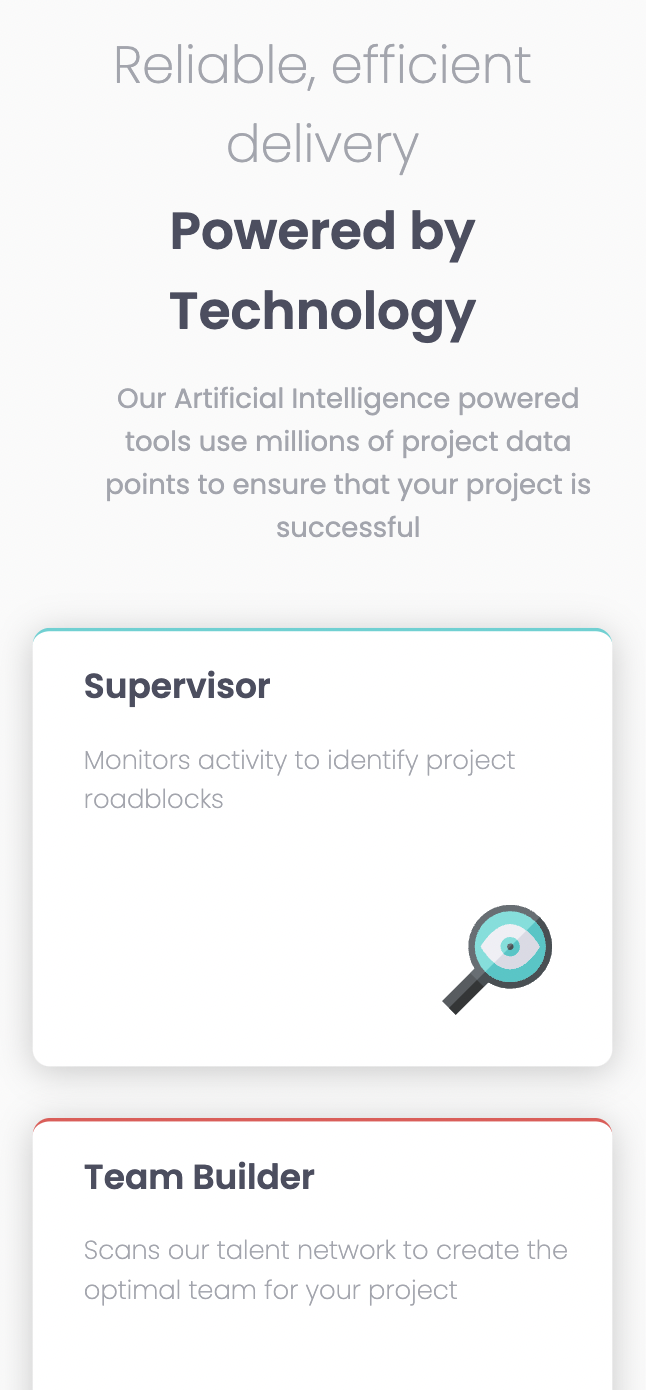 Reliable, efficient
delivery
Powered by
Technology
Our Artificial Intelligence powered
tools use millions of project data
points to ensure that your project is
successful
Supervisor
Monitors activity to identify project
roadblocks
Team Builder
Scans our talent network to create the
optimal team for your project